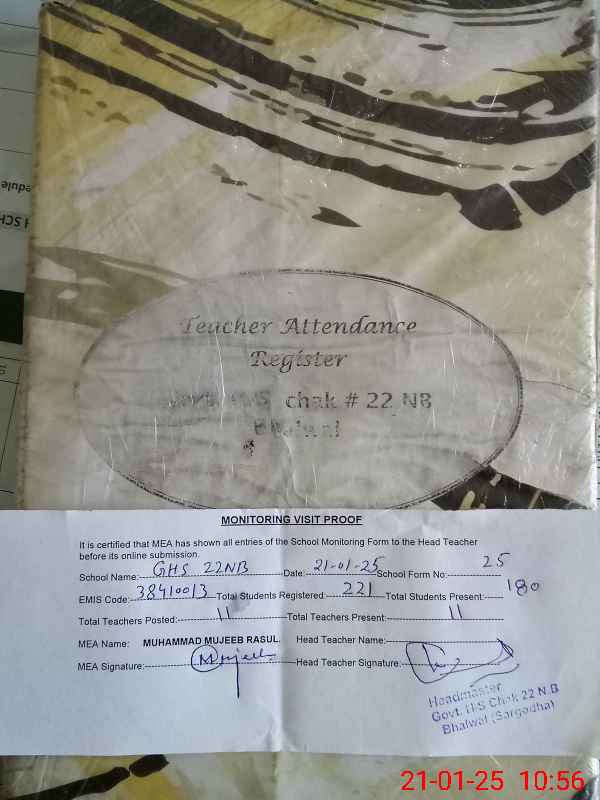 edule
H SCH
Teacher Attendance
Register
chak # 22 NB
Bhalwal
MONITORING VISIT PROOF
It is certified that MEA has shown all entries of the School Monitoring Form to the Head Teacher
before its online submission.
School Name: GHS 22NB Date: 21-01-25 School Form No: 25
EMIS Code: 38410013 Total Students Registered: 221 Total Students Present: 180
Total Teachers Posted: 11 Total Teachers Present: 11
MEA Name: MUHAMMAD MUJEEB RASUL. Head Teacher Name:
MEA Signature: Mujeeb Head Teacher Signature:
Headmaster
Govt. H/S Chak 22 N.B
Bhalwal (Sargodha)
21-01-25 10:56